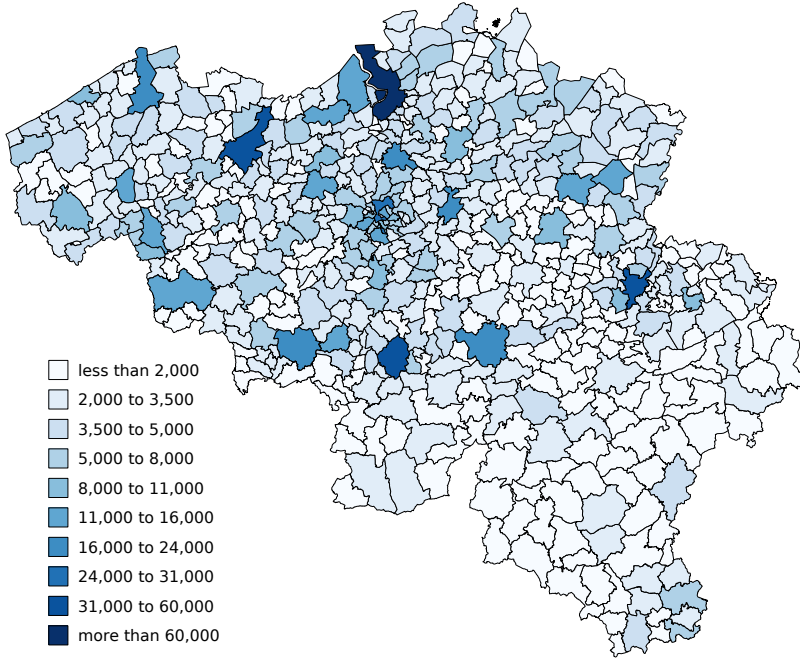 less than 2,000
2,000 to 3,500
3,500 to 5,000
5,000 to 8,000
8,000 to 11,000
11,000 to 16,000
16,000 to 24,000
24,000 to 31,000
31,000 to 60,000
more than 60,000